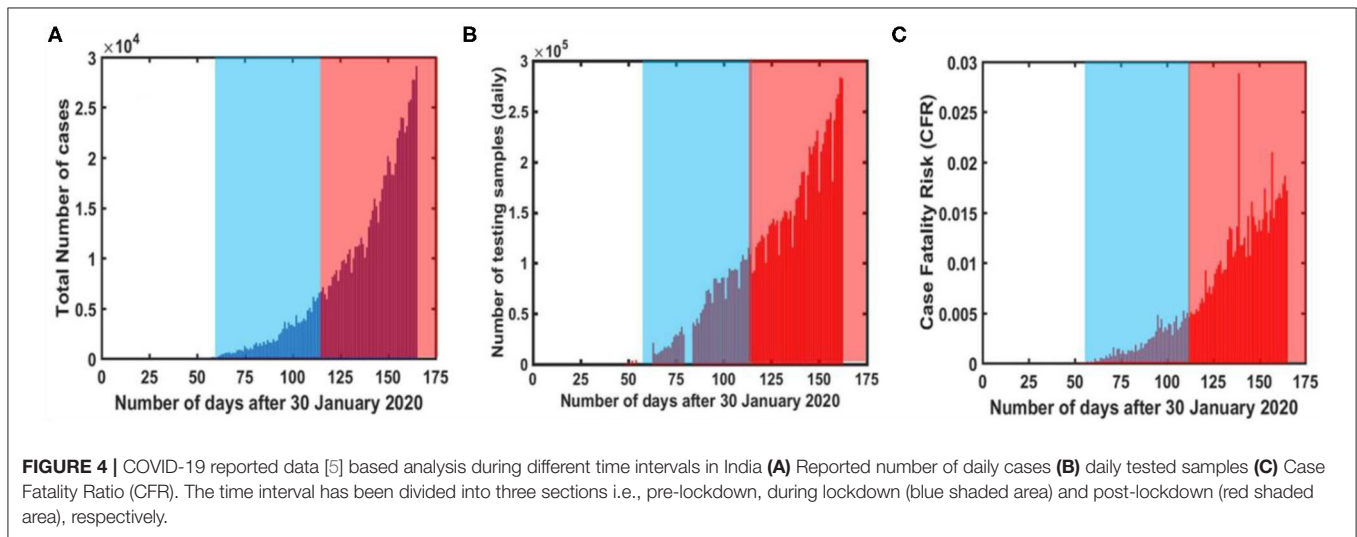 A
×10⁴
3
2.5
2
1.5
1
0.5
0
Total Number of cases
0 25 50 75 100 125 150 175
Number of days after 30 January 2020
B
×10⁵
3
2.5
2
1.5
1
0.5
0
Number of testing samples (daily)
0 25 50 75 100 125 150 175
Number of days after 30 January 2020
C
0.03
0.025
0.02
0.015
0.01
0.005
0
Case Fatality Risk (CFR)
0 25 50 75 100 125 150 175
Number of days after 30 January 2020
FIGURE 4 | COVID-19 reported data [5] based analysis during different time intervals in India (A) Reported number of daily cases (B) daily tested samples (C) Case
Fatality Ratio (CFR). The time interval has been divided into three sections i.e., pre-lockdown, during lockdown (blue shaded area) and post-lockdown (red shaded
area), respectively.